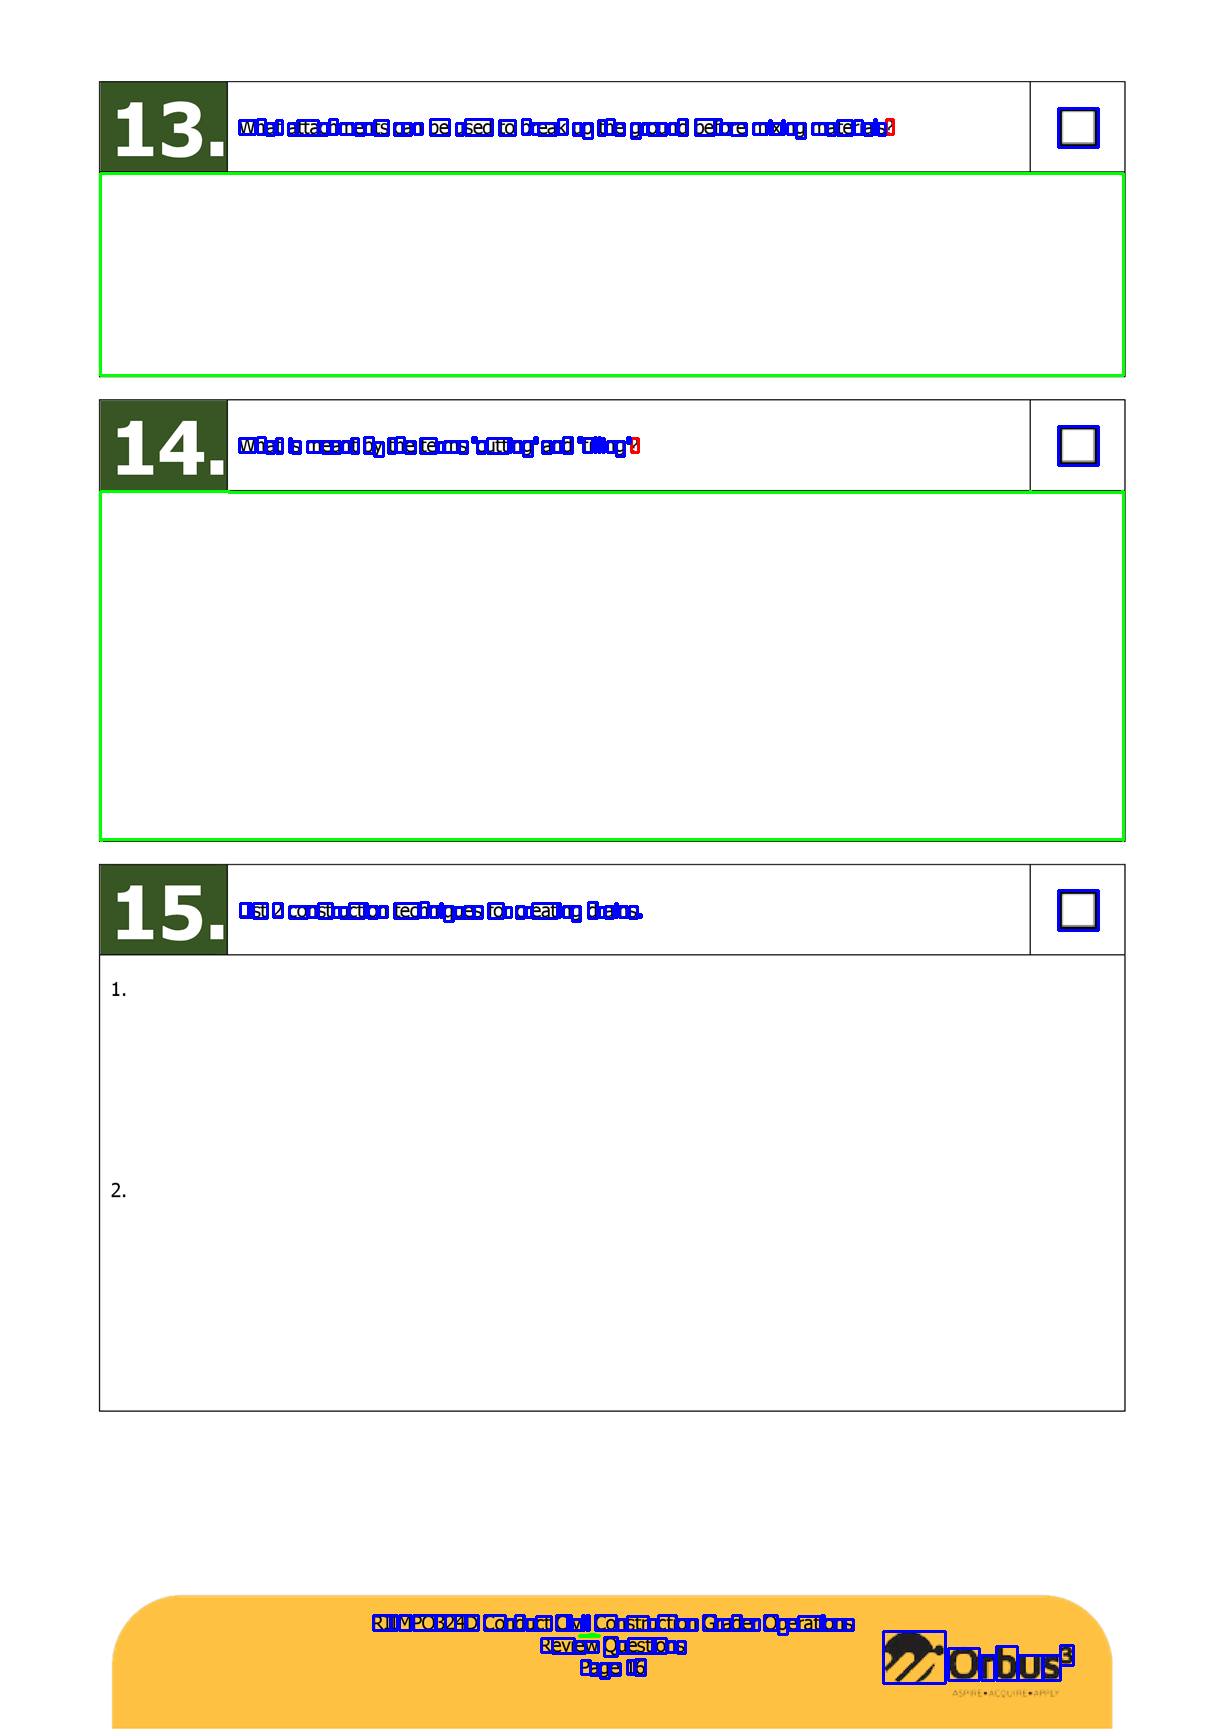 13. What attachments can be used to break up the ground before mixing materials?
14. What is meant by the terms "cutting" and "filling"?
15. List 2 construction techniques for creating drains.
1.
2.
RIIMPO324D Conduct Civil Construction Grader Operations
Review Questions
Page 16
Orbus3
ASPIRE•ACQUIRE•APPLY